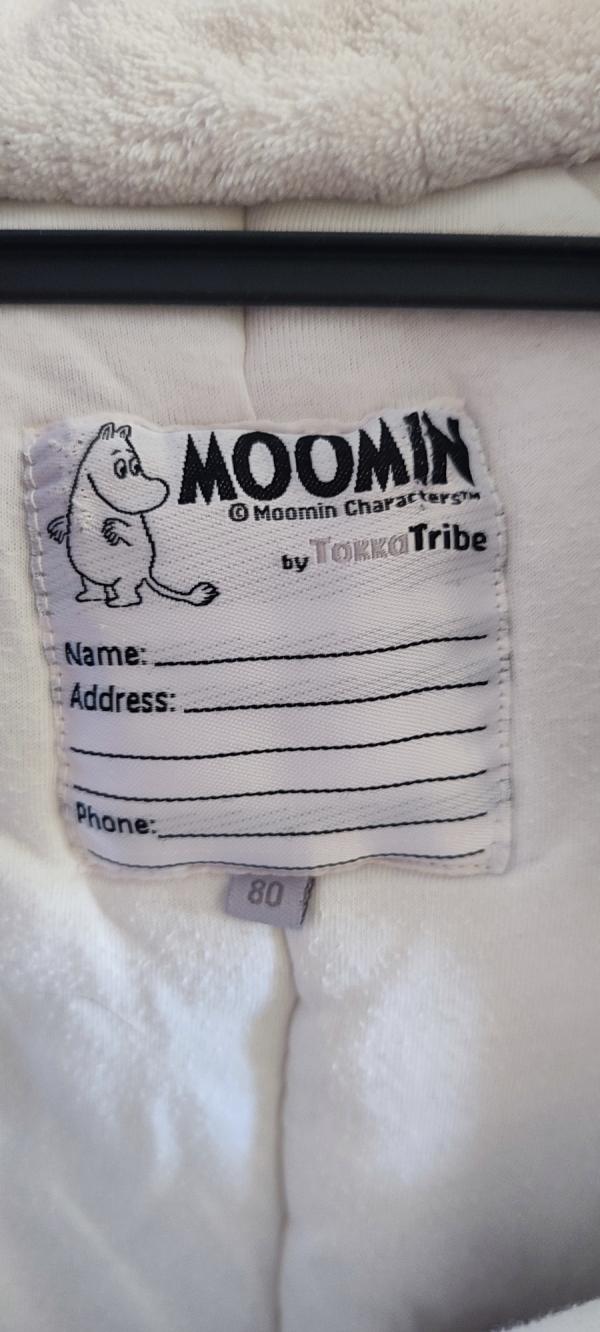 MOOMIN
© Moomin Characters™
by TokkaTribe
Name:
Address:
Phone:
80